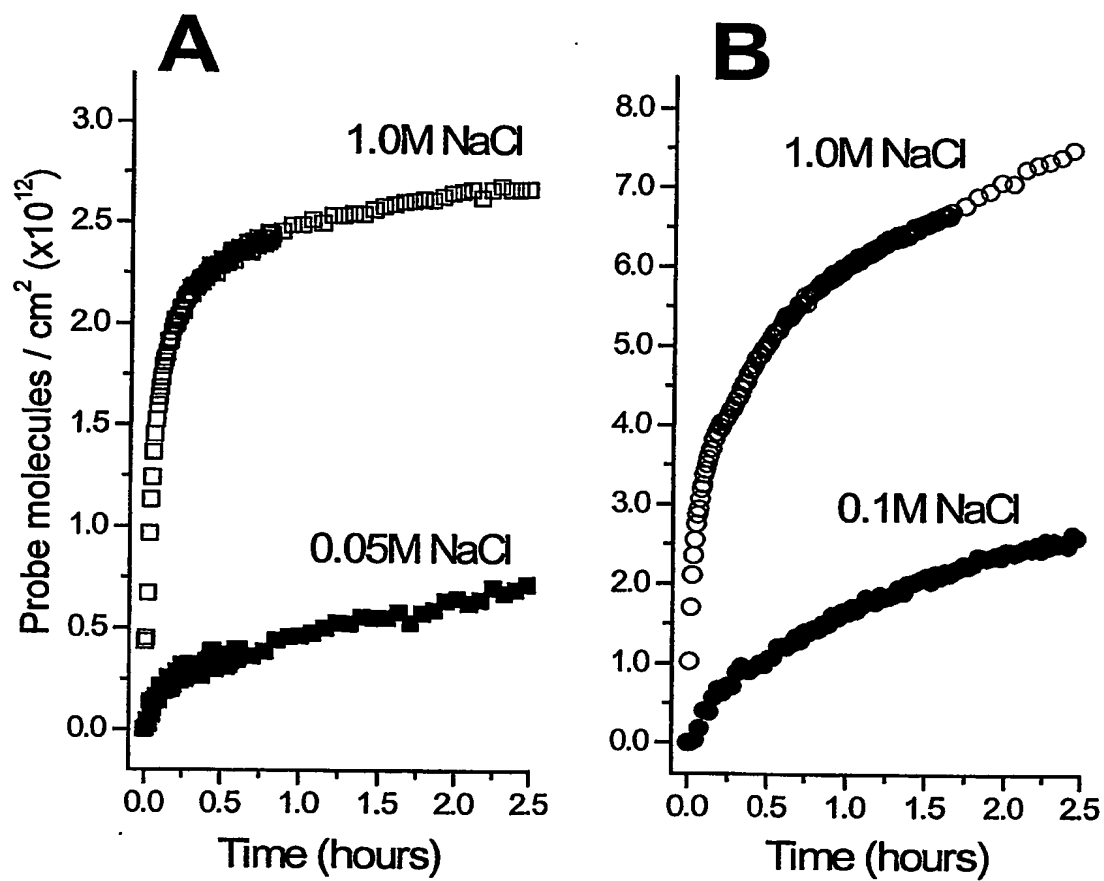 A
B
Probe molecules / cm² (x10¹²)
3.0
2.5
2.0
1.5
1.0
0.5
0.0
1.0M NaCl
0.05M NaCl
0.0 0.5 1.0 1.5 2.0 2.5
Time (hours)
8.0
7.0
6.0
5.0
4.0
3.0
2.0
1.0
0.0
1.0M NaCl
0.1M NaCl
0.0 0.5 1.0 1.5 2.0 2.5
Time (hours)